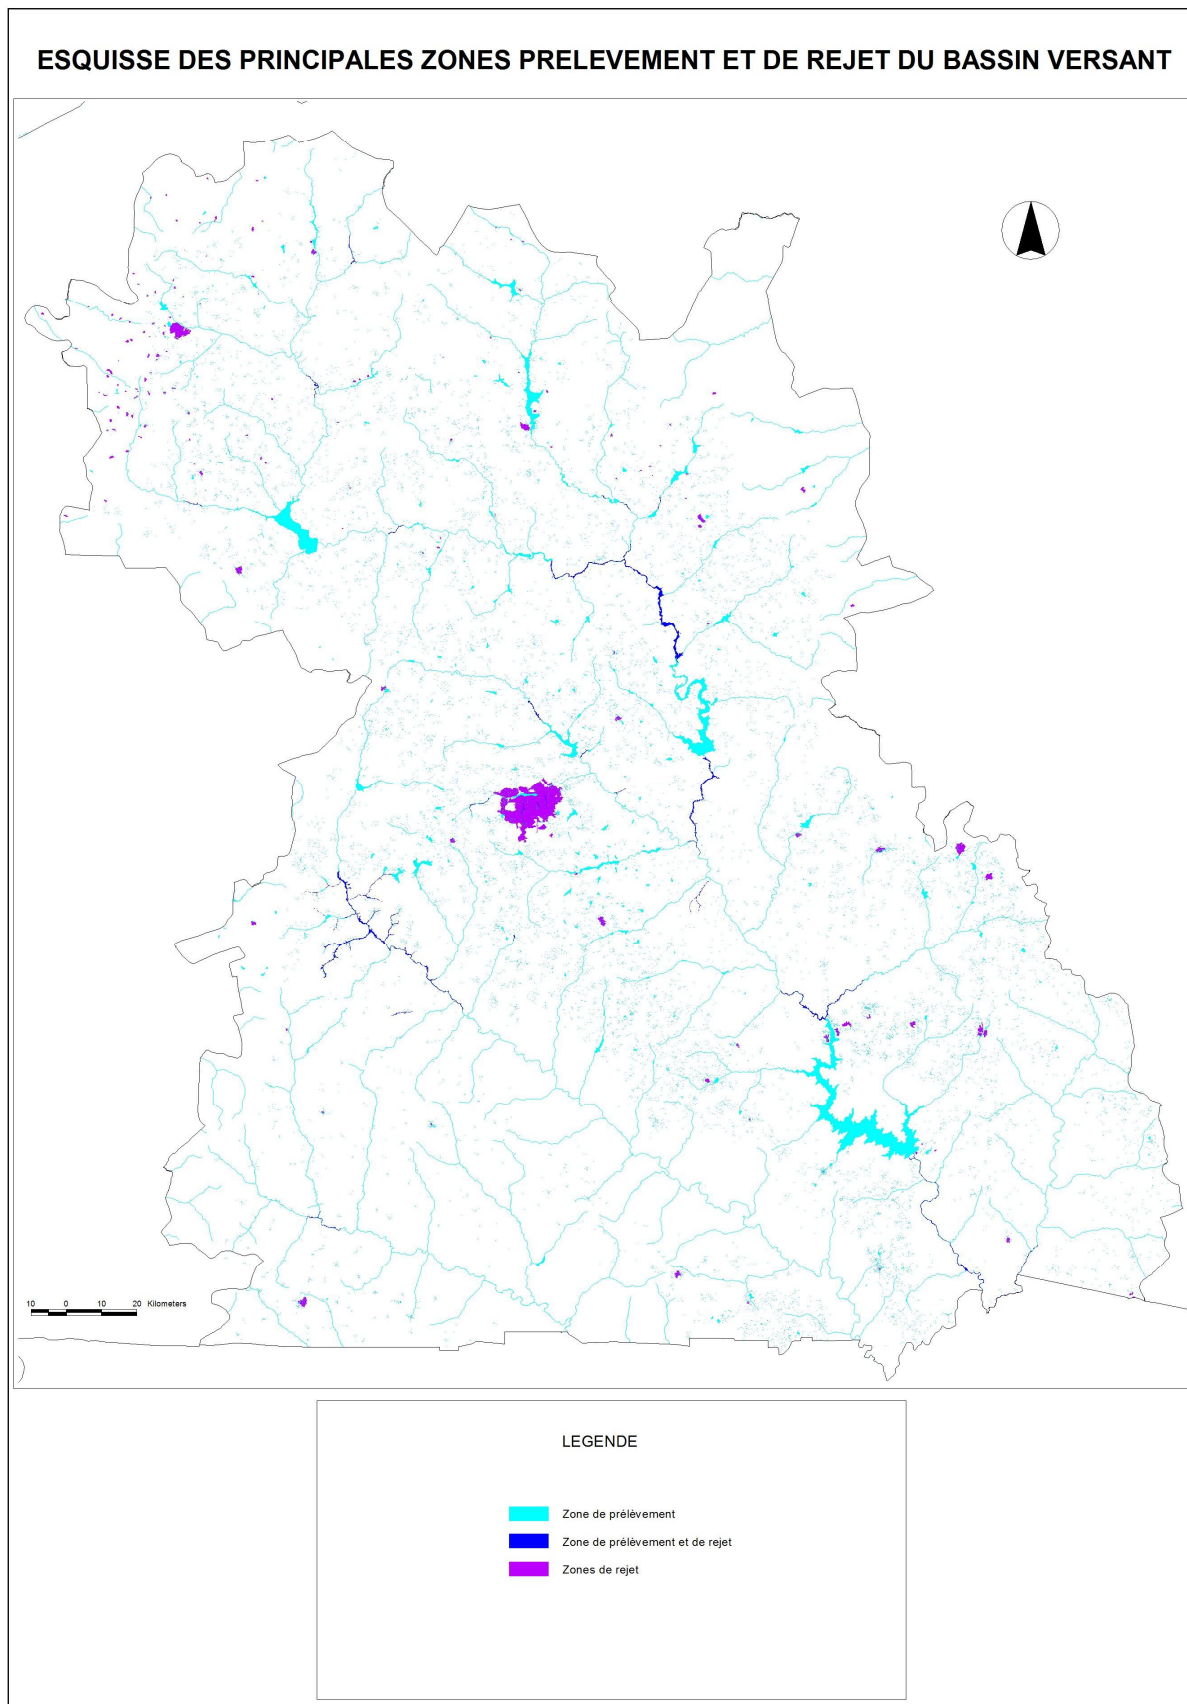 ESQUISSE DES PRINCIPALES ZONES PRELEVEMENT ET DE REJET DU BASSIN VERSANT
10 0 10 20 Kilometers
LEGENDE
Zone de prélèvement
Zone de prélèvement et de rejet
Zones de rejet